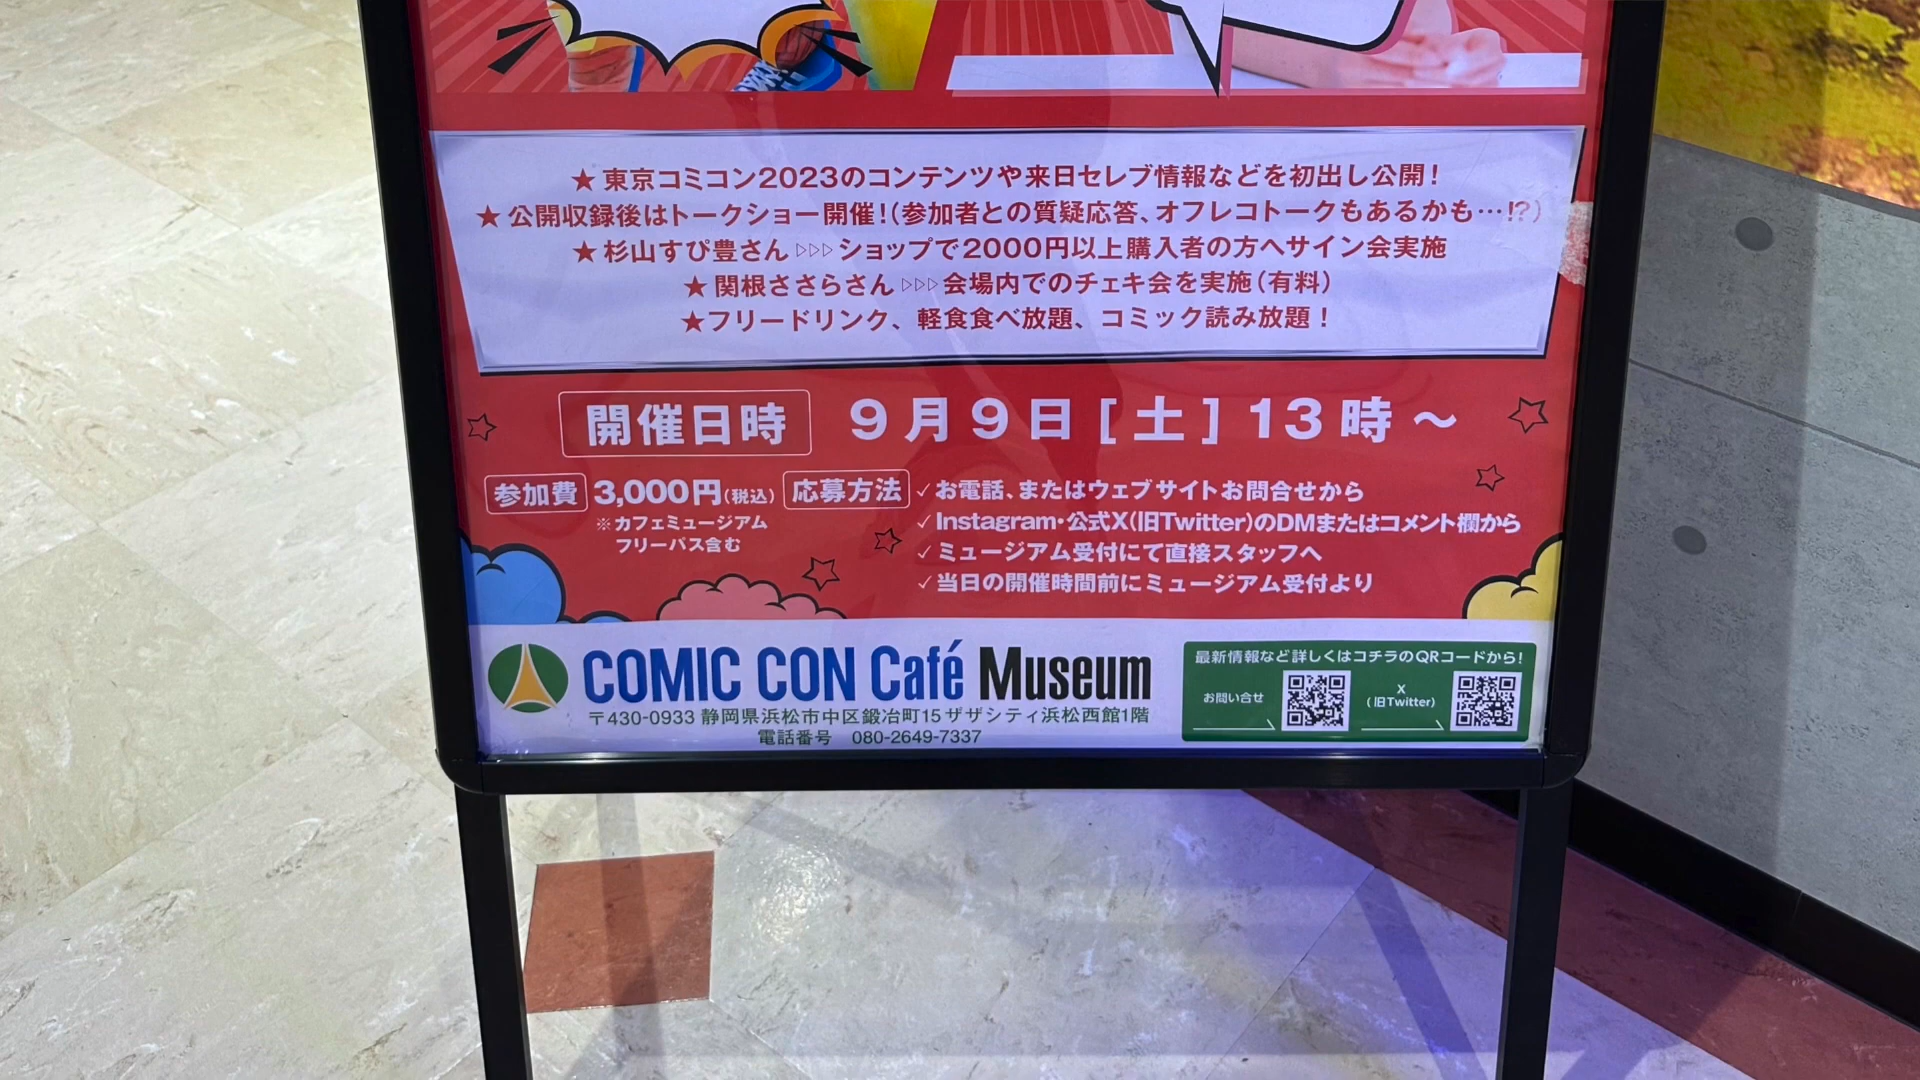 ★東京コミコン2023のコンテンツや来日セレブ情報などを初出し公開！
★公開収録後はトークショー開催！(参加者との質疑応答、オフレコトークもあるかも…!?)
★杉山すぴ豊さん▷▷▷ショップで2000円以上購入者の方へサイン会実施
★関根ささらさん▷▷▷会場内でのチェキ会を実施(有料)
★フリードリンク、軽食食べ放題、コミック読み放題！
開催日時 9月9日[土]13時～
参加費 3,000円(税込)
※カフェミュージアム
フリーパス含む
応募方法 ✓お電話、またはウェブサイトお問合せから
✓Instagram・公式X(旧Twitter)のDMまたはコメント欄から
✓ミュージアム受付にて直接スタッフへ
✓当日の開催時間前にミュージアム受付より
COMIC CON Café Museum
〒430-0933 静岡県浜松市中区鍛冶町15 ザザシティ浜松西館1階
電話番号 080-2649-7337
最新情報など詳しくはコチラのQRコードから！
お問い合せ
X
(旧Twitter)